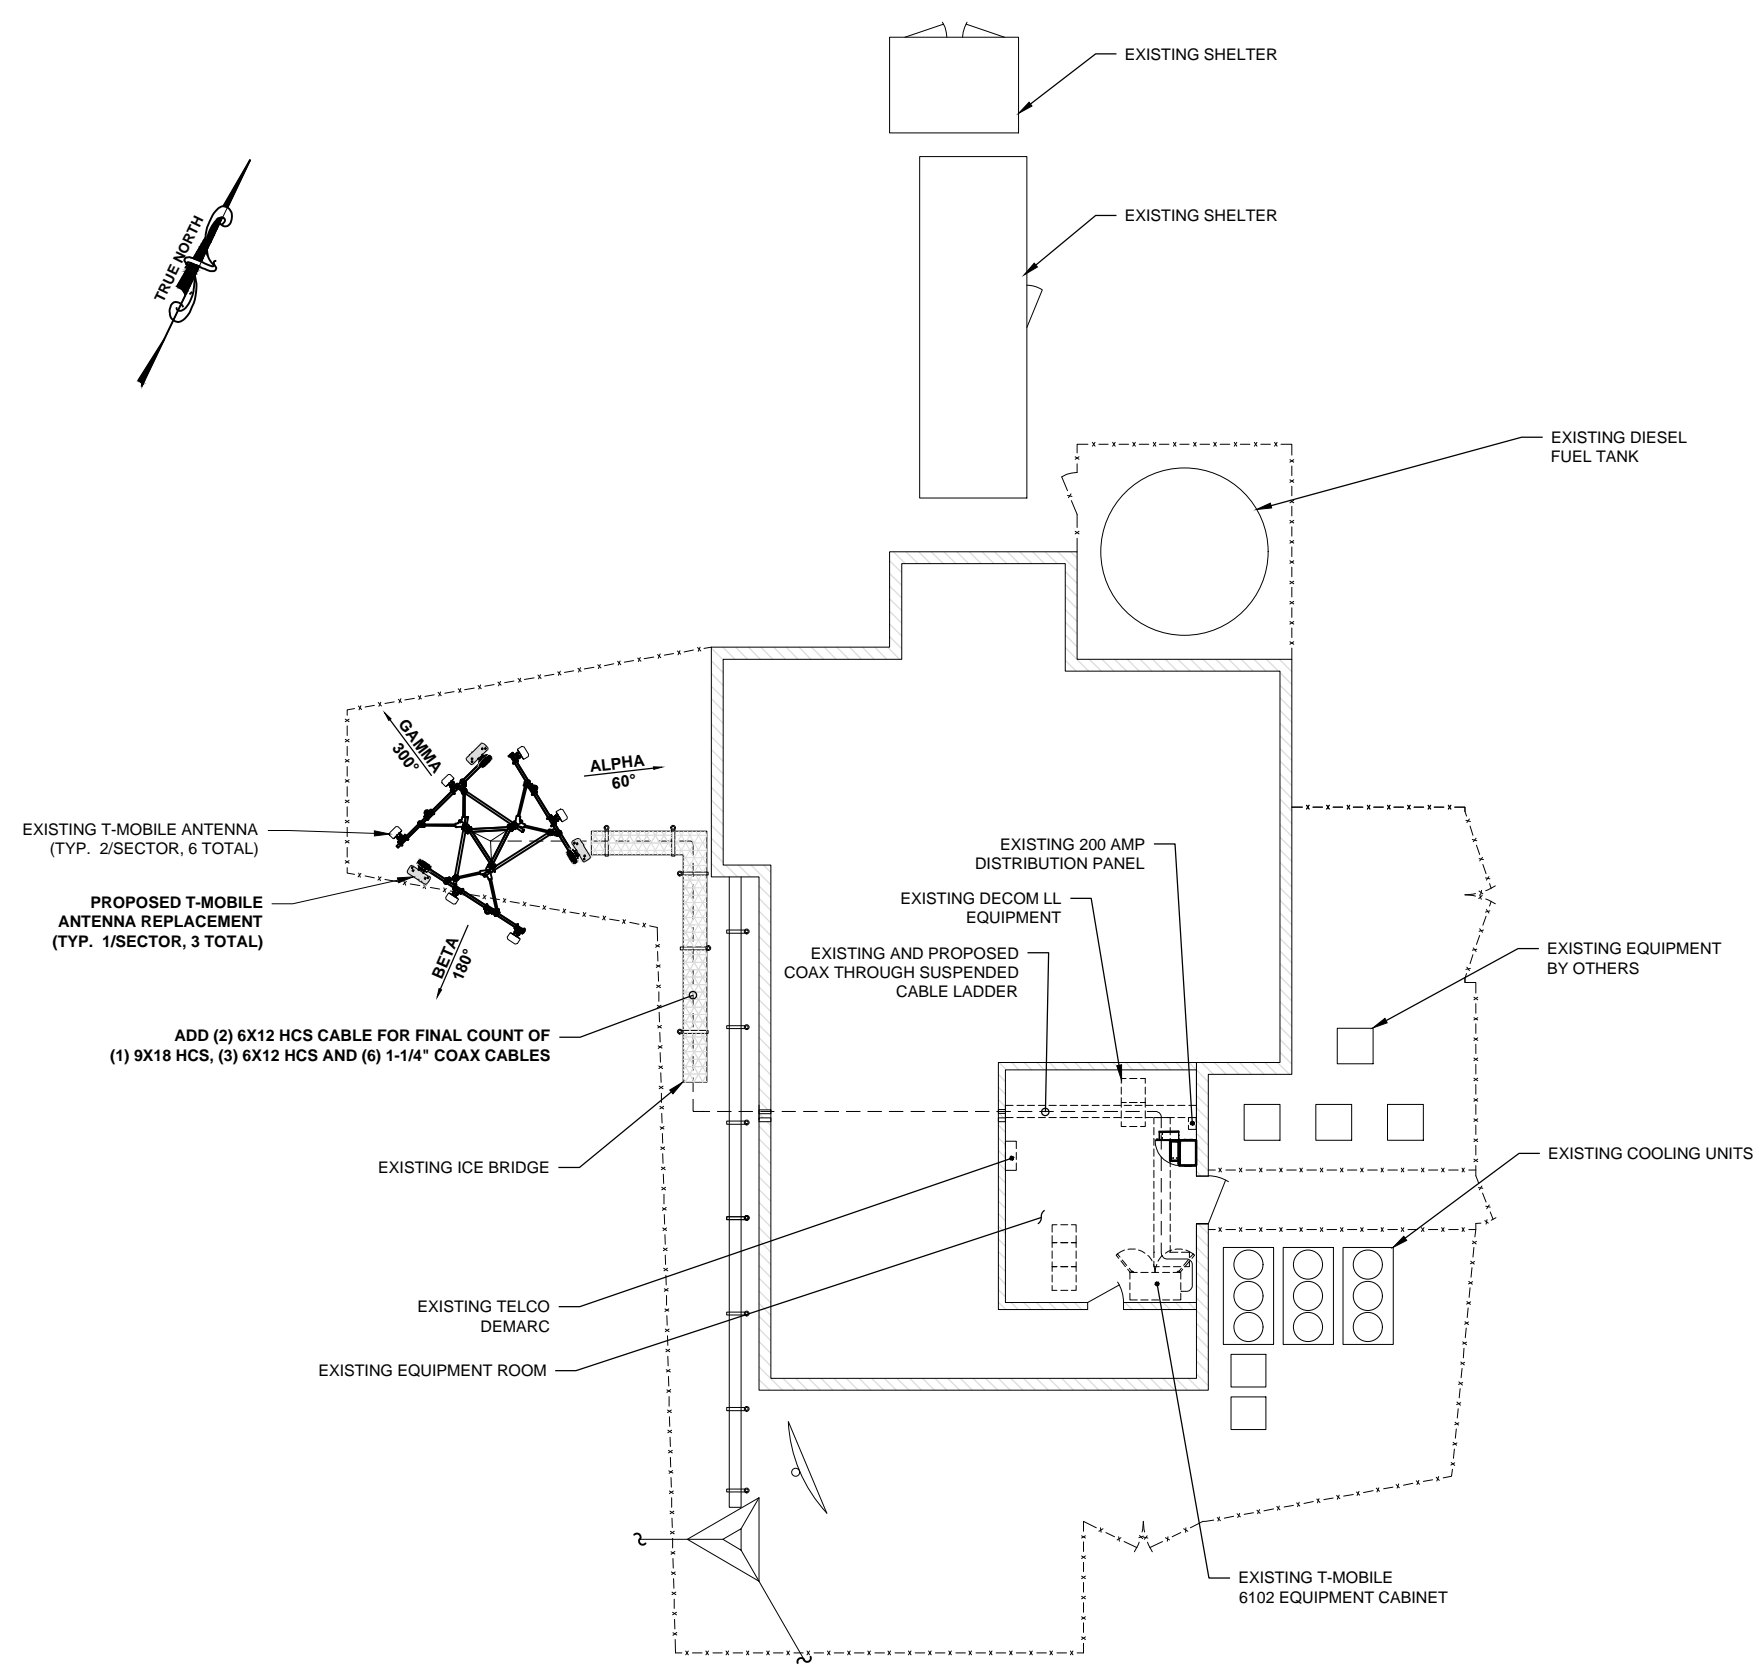 EXISTING SHELTER
EXISTING SHELTER
TRUE NORTH
EXISTING DIESEL
FUEL TANK
GAMMA
300°
ALPHA
60°
EXISTING T-MOBILE ANTENNA
(TYP. 2/SECTOR, 6 TOTAL)
PROPOSED T-MOBILE
ANTENNA REPLACEMENT
(TYP. 1/SECTOR, 3 TOTAL)
BETA
180°
EXISTING 200 AMP
DISTRIBUTION PANEL
EXISTING DECOM LL
EQUIPMENT
EXISTING AND PROPOSED
COAX THROUGH SUSPENDED
CABLE LADDER
EXISTING EQUIPMENT
BY OTHERS
ADD (2) 6X12 HCS CABLE FOR FINAL COUNT OF
(1) 9X18 HCS, (3) 6X12 HCS AND (6) 1-1/4" COAX CABLES
EXISTING ICE BRIDGE
EXISTING COOLING UNITS
EXISTING TELCO
DEMARC
EXISTING EQUIPMENT ROOM
EXISTING T-MOBILE
6102 EQUIPMENT CABINET